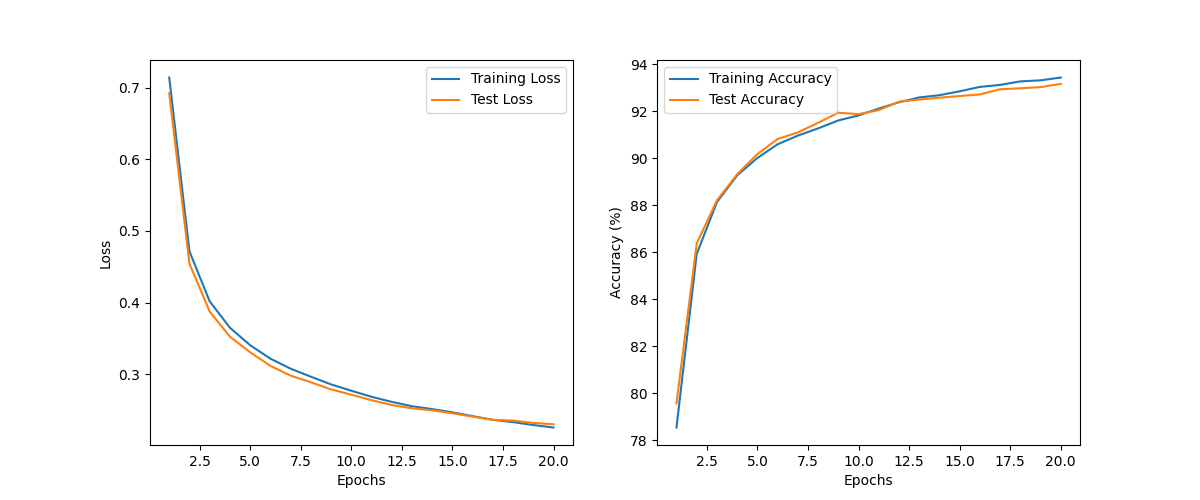 Training Loss
Test Loss
0.7
0.6
0.5
0.4
0.3
Loss
2.5 5.0 7.5 10.0 12.5 15.0 17.5 20.0
Epochs
Training Accuracy
Test Accuracy
94
92
90
88
86
84
82
80
78
Accuracy (%)
2.5 5.0 7.5 10.0 12.5 15.0 17.5 20.0
Epochs